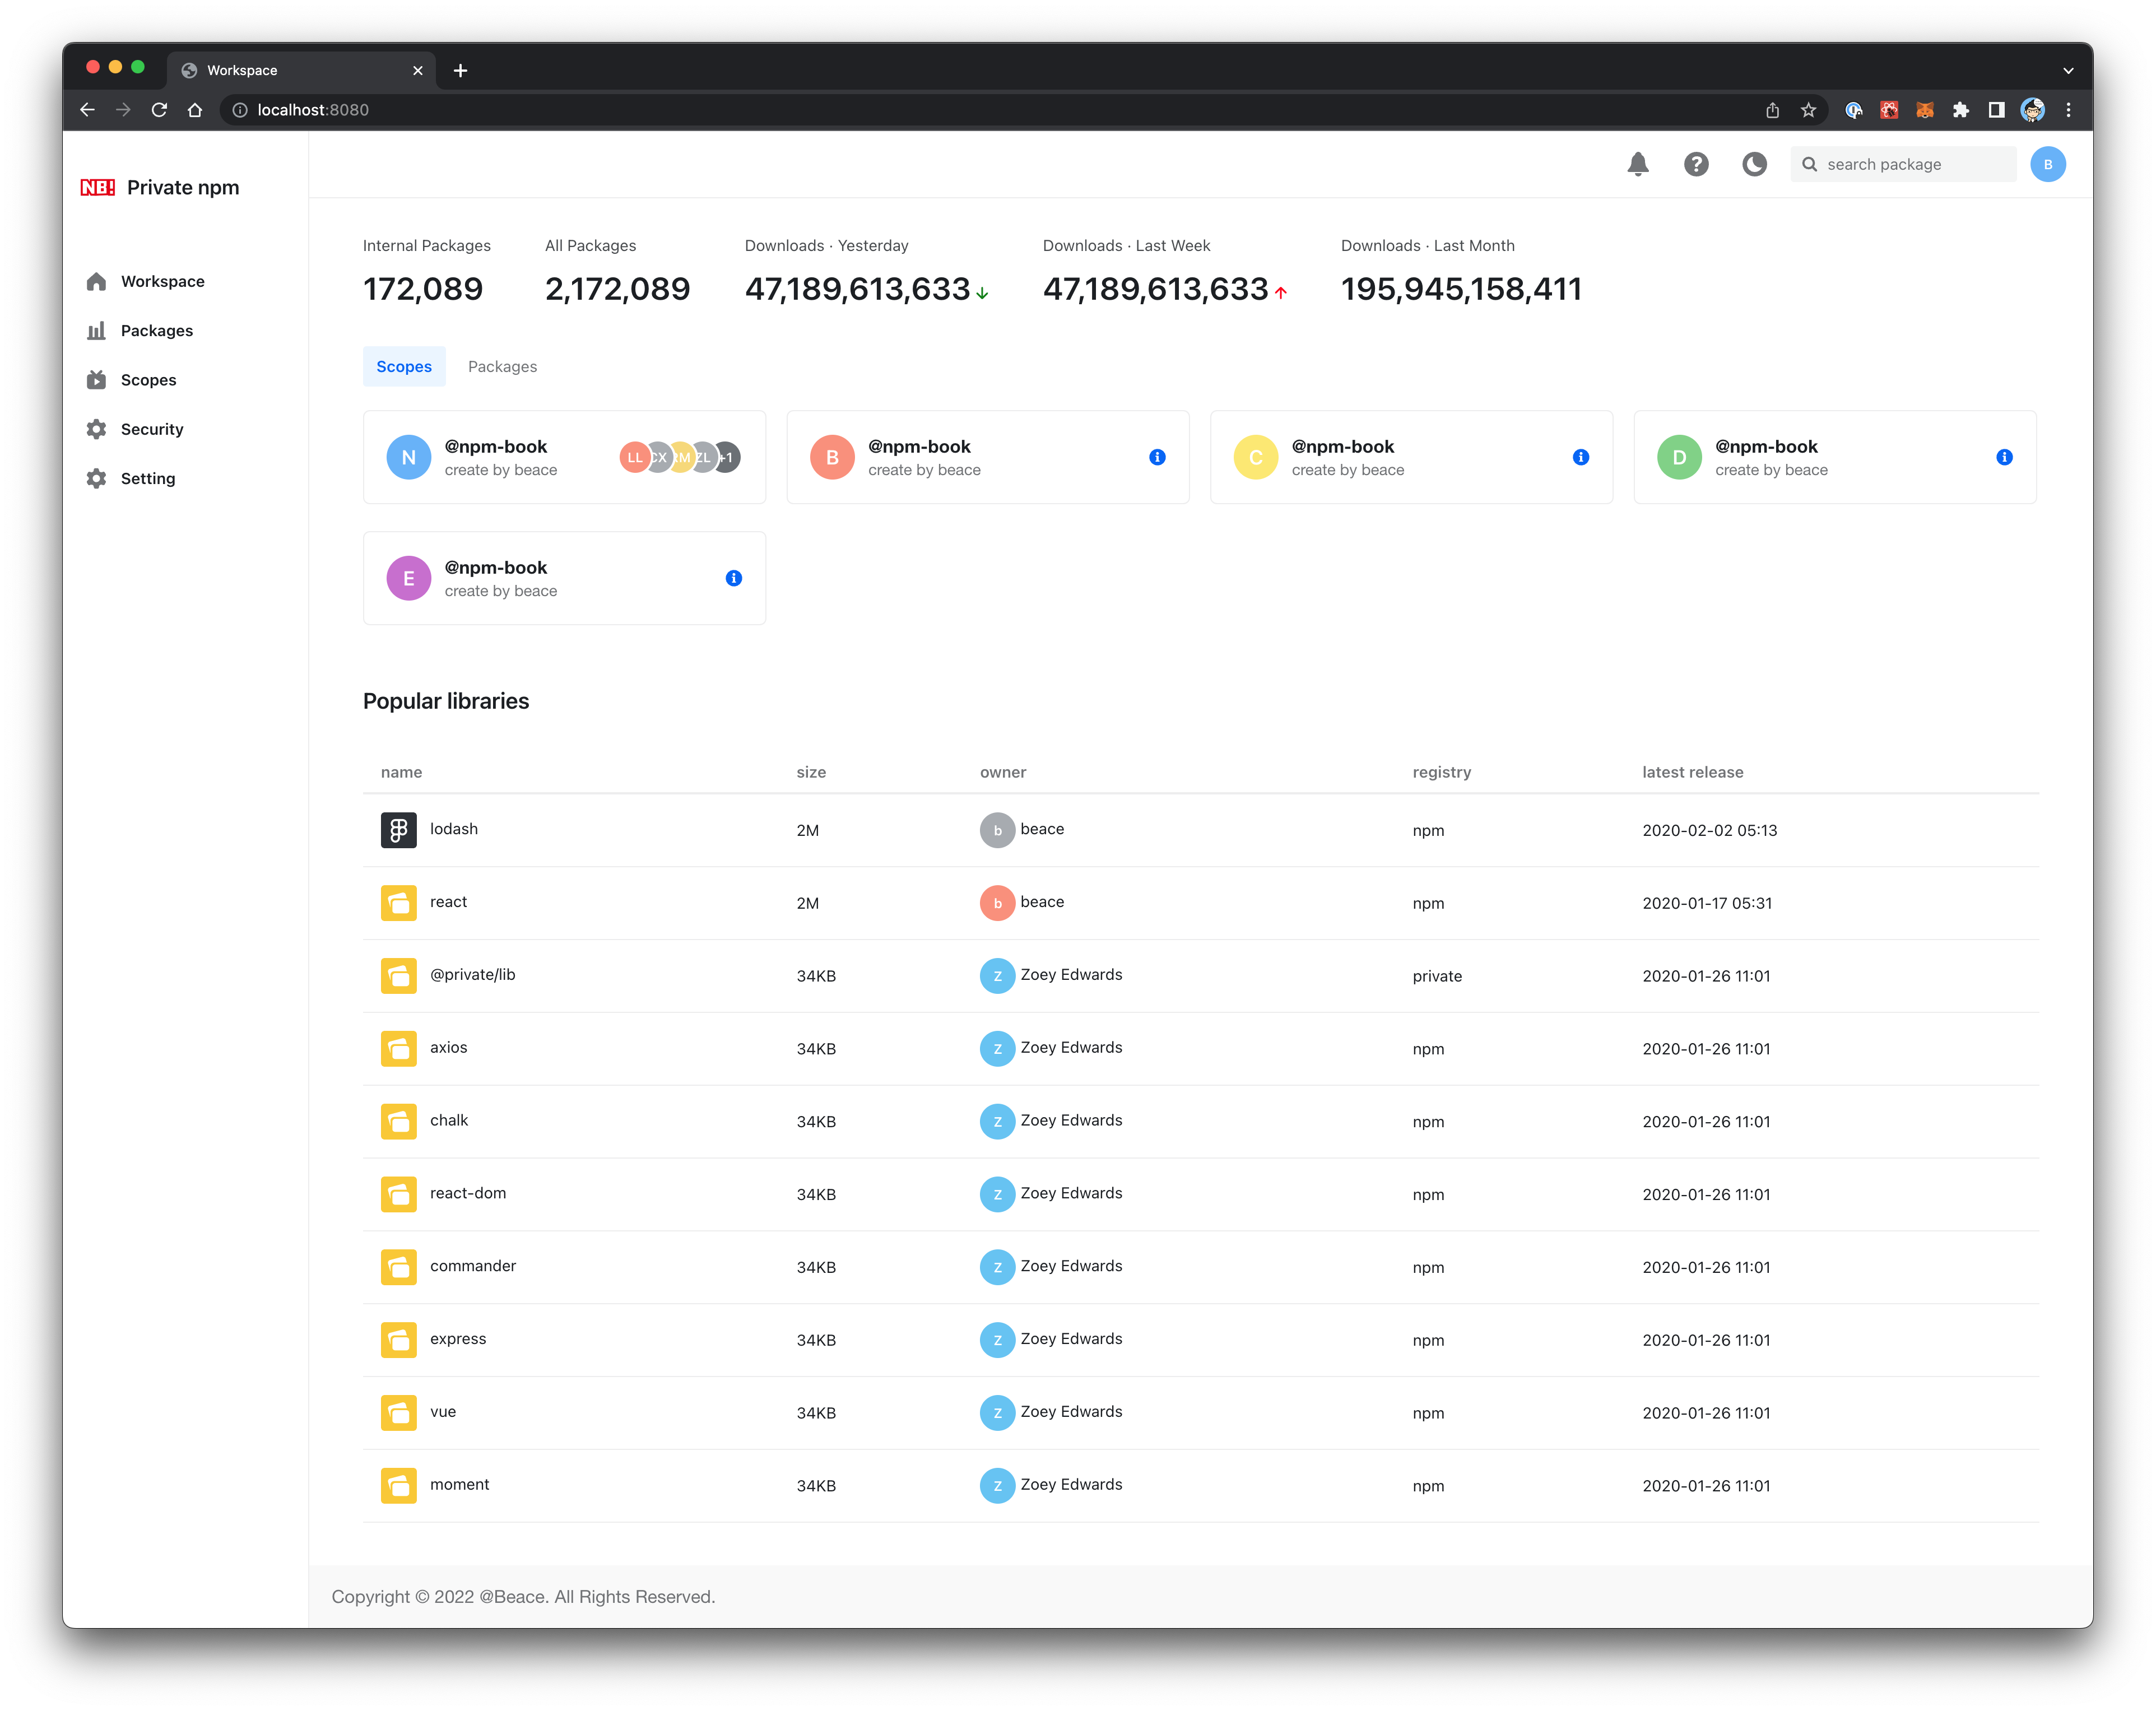 Workspace
localhost:8080
NB! Private npm
search package
B
Workspace
Packages
Scopes
Security
Setting
Internal Packages All Packages Downloads · Yesterday Downloads · Last Week Downloads · Last Month
172,089 2,172,089 47,189,613,633 47,189,613,633 195,945,158,411
Scopes Packages
N @npm-book LL CX RM ZL +1
create by beace
B @npm-book
create by beace
C @npm-book
create by beace
D @npm-book
create by beace
E @npm-book
create by beace
Popular libraries
name size owner registry latest release
lodash 2M b beace npm 2020-02-02 05:13
react 2M b beace npm 2020-01-17 05:31
@private/lib 34KB Z Zoey Edwards private 2020-01-26 11:01
axios 34KB Z Zoey Edwards npm 2020-01-26 11:01
chalk 34KB Z Zoey Edwards npm 2020-01-26 11:01
react-dom 34KB Z Zoey Edwards npm 2020-01-26 11:01
commander 34KB Z Zoey Edwards npm 2020-01-26 11:01
express 34KB Z Zoey Edwards npm 2020-01-26 11:01
vue 34KB Z Zoey Edwards npm 2020-01-26 11:01
moment 34KB Z Zoey Edwards npm 2020-01-26 11:01
Copyright © 2022 @Beace. All Rights Reserved.